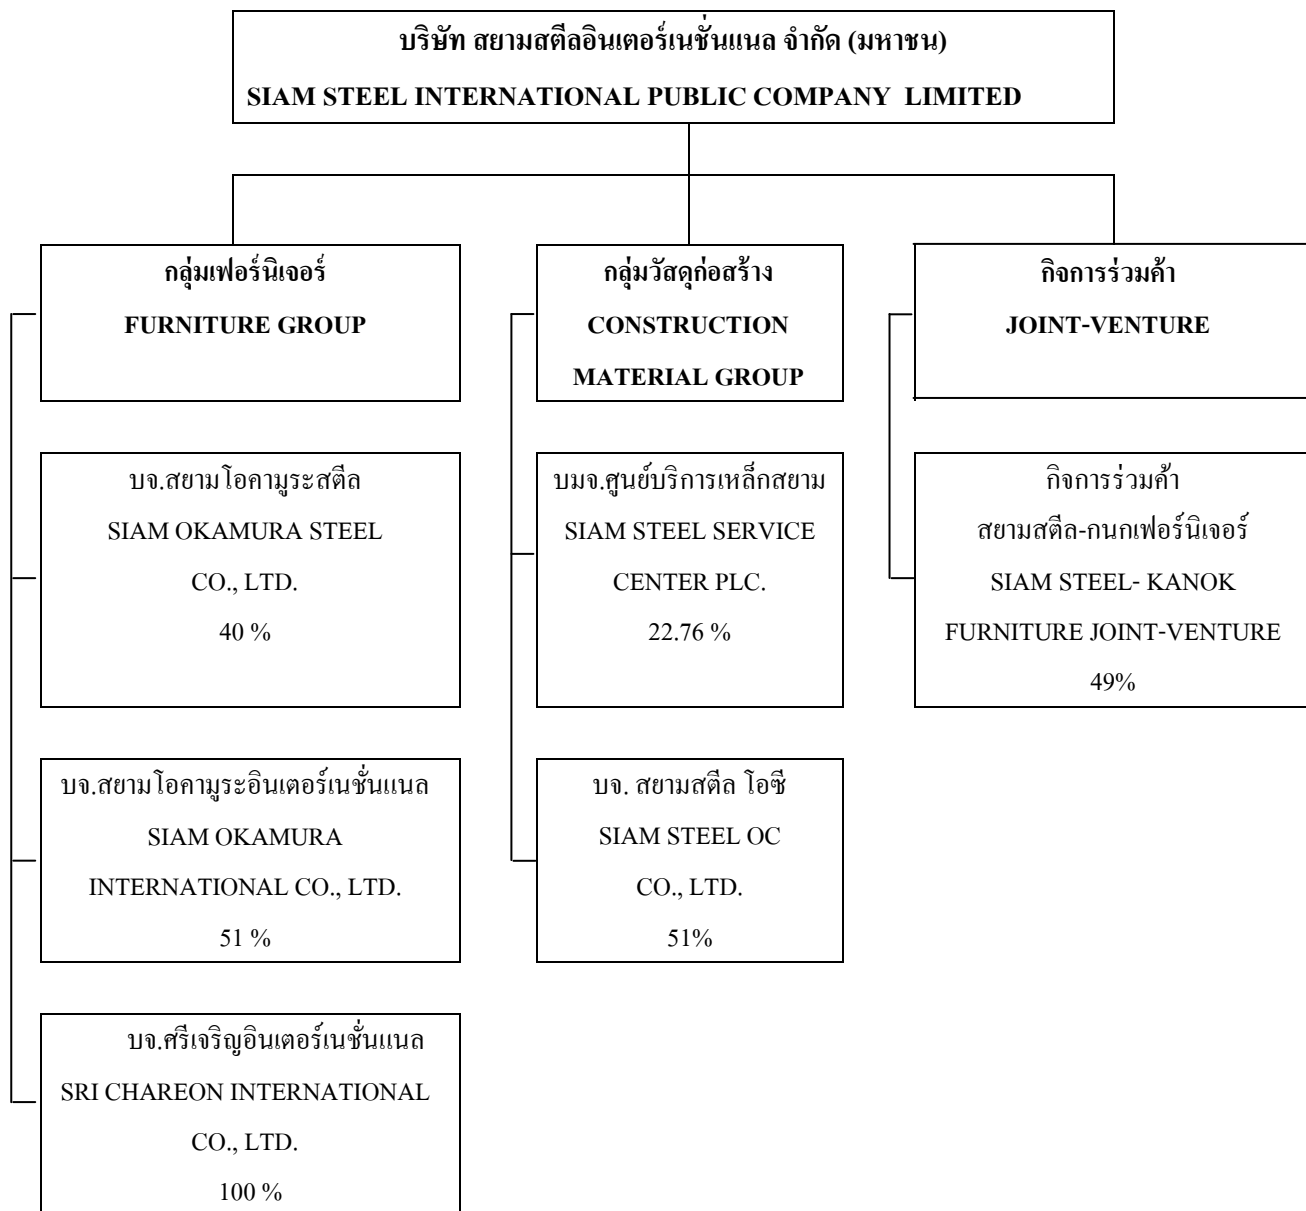 บริษัท สยามสตีลอินเตอร์เนชั่นแนล จำกัด (มหาชน)
SIAM STEEL INTERNATIONAL PUBLIC COMPANY LIMITED
กลุ่มเฟอร์นิเจอร์
FURNITURE GROUP
กลุ่มวัสดุก่อสร้าง
CONSTRUCTION
MATERIAL GROUP
กิจการร่วมค้า
JOINT-VENTURE
บจ.สยามโอคามูระสตีล
SIAM OKAMURA STEEL
CO., LTD.
40 %
บมจ.ศูนย์บริการเหล็กสยาม
SIAM STEEL SERVICE
CENTER PLC.
22.76 %
กิจการร่วมค้า
สยามสตีล-กนกเฟอร์นิเจอร์
SIAM STEEL- KANOK
FURNITURE JOINT-VENTURE
49%
บจ.สยามโอคามูระอินเตอร์เนชั่นแนล
SIAM OKAMURA
INTERNATIONAL CO., LTD.
51 %
บจ. สยามสตีล โอซี
SIAM STEEL OC
CO., LTD.
51%
บจ.ศรีเจริญอินเตอร์เนชั่นแนล
SRI CHAREON INTERNATIONAL
CO., LTD.
100 %